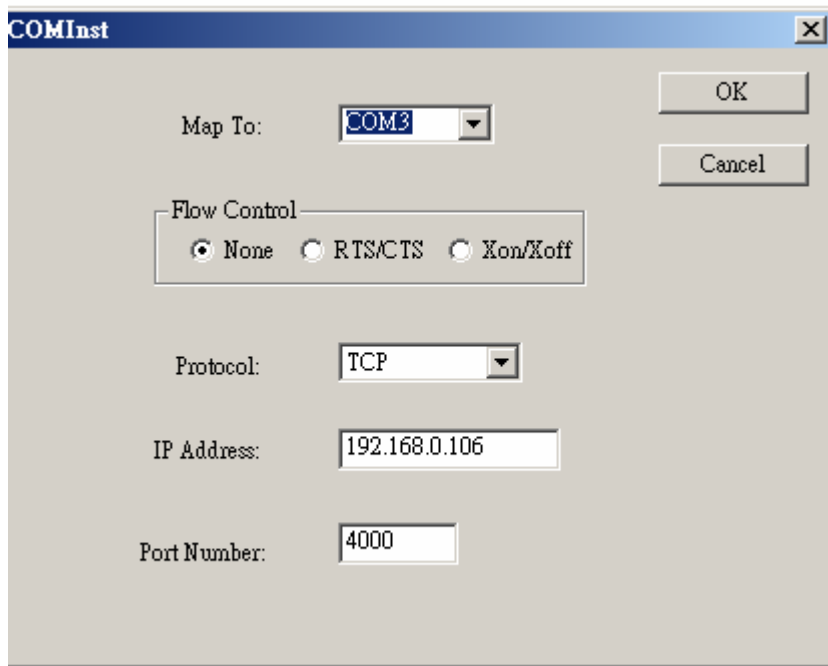 COMInst
OK
Map To: COM3
Cancel
Flow Control
None RTS/CTS Xon/Xoff
Protocol: TCP
IP Address: 192.168.0.106
Port Number: 4000